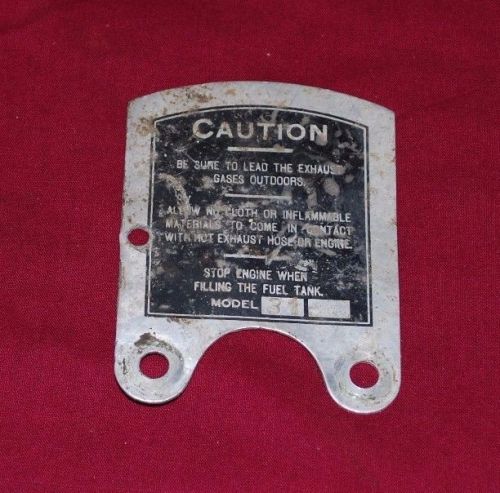 CAUTION
BE SURE TO LEAD THE EXHAUST
GASES OUTDOORS.
ALLOW NO CLOTH OR INFLAMMABLE
MATERIALS TO COME IN CONTACT
WITH HOT EXHAUST HOSE OR ENGINE.
STOP ENGINE WHEN
FILLING THE FUEL TANK.
MODEL